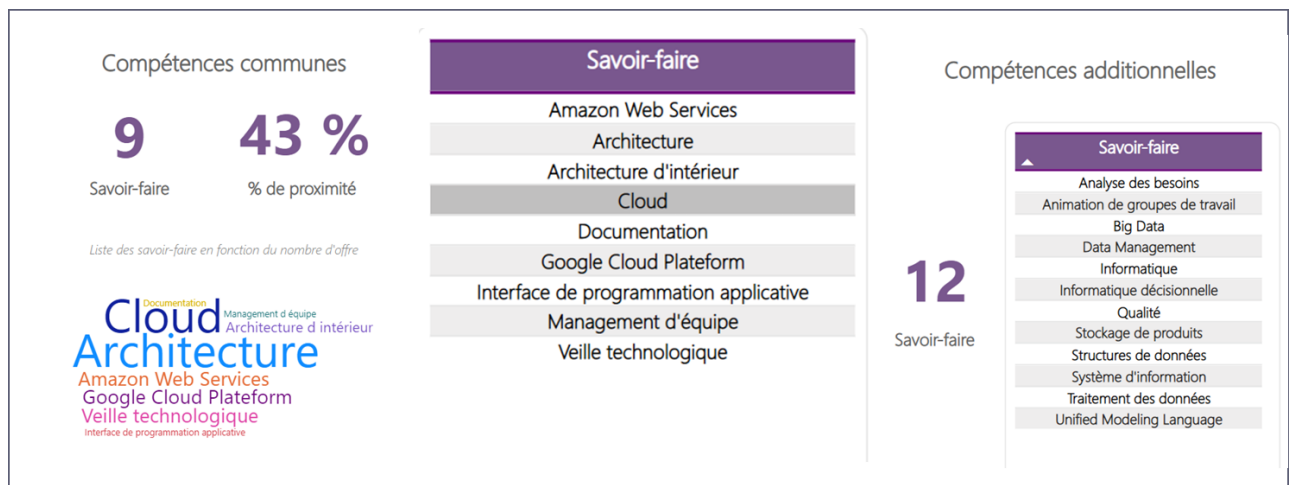 Compétences communes
9
43 %
Savoir-faire
% de proximité
Liste des savoir-faire en fonction du nombre d'offre
Documentation
Cloud
Management d équipe
Architecture d intérieur
Architecture
Amazon Web Services
Google Cloud Plateform
Veille technologique
Interface de programmation applicative
Savoir-faire
Amazon Web Services
Architecture
Architecture d'intérieur
Cloud
Documentation
Google Cloud Plateform
Interface de programmation applicative
Management d'équipe
Veille technologique
Compétences additionnelles
12
Savoir-faire
Savoir-faire
Analyse des besoins
Animation de groupes de travail
Big Data
Data Management
Informatique
Informatique décisionnelle
Qualité
Stockage de produits
Structures de données
Système d'information
Traitement des données
Unified Modeling Language